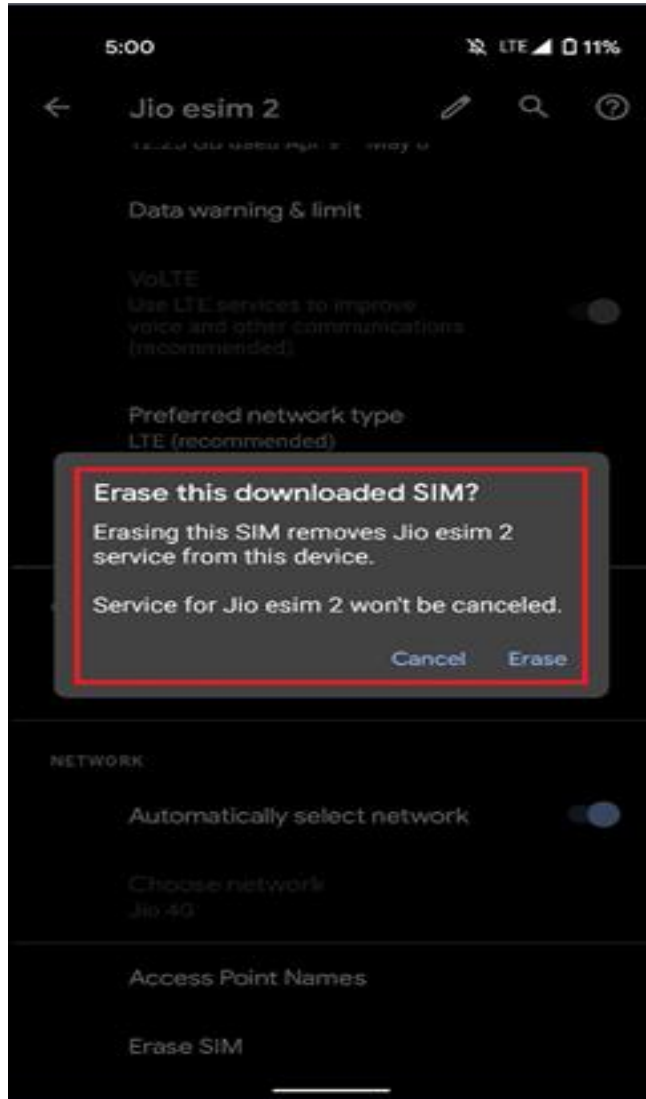 5:00
LTE 11%
Jio esim 2
Data warning & limit
VoLTE
Use LTE services to improve
voice and other communications
(recommended)
Preferred network type
LTE (recommended)
Erase this downloaded SIM?
Erasing this SIM removes Jio esim 2
service from this device.
Service for Jio esim 2 won't be canceled.
Cancel Erase
NETWORK
Automatically select network
Choose network
Jio 4G
Access Point Names
Erase SIM